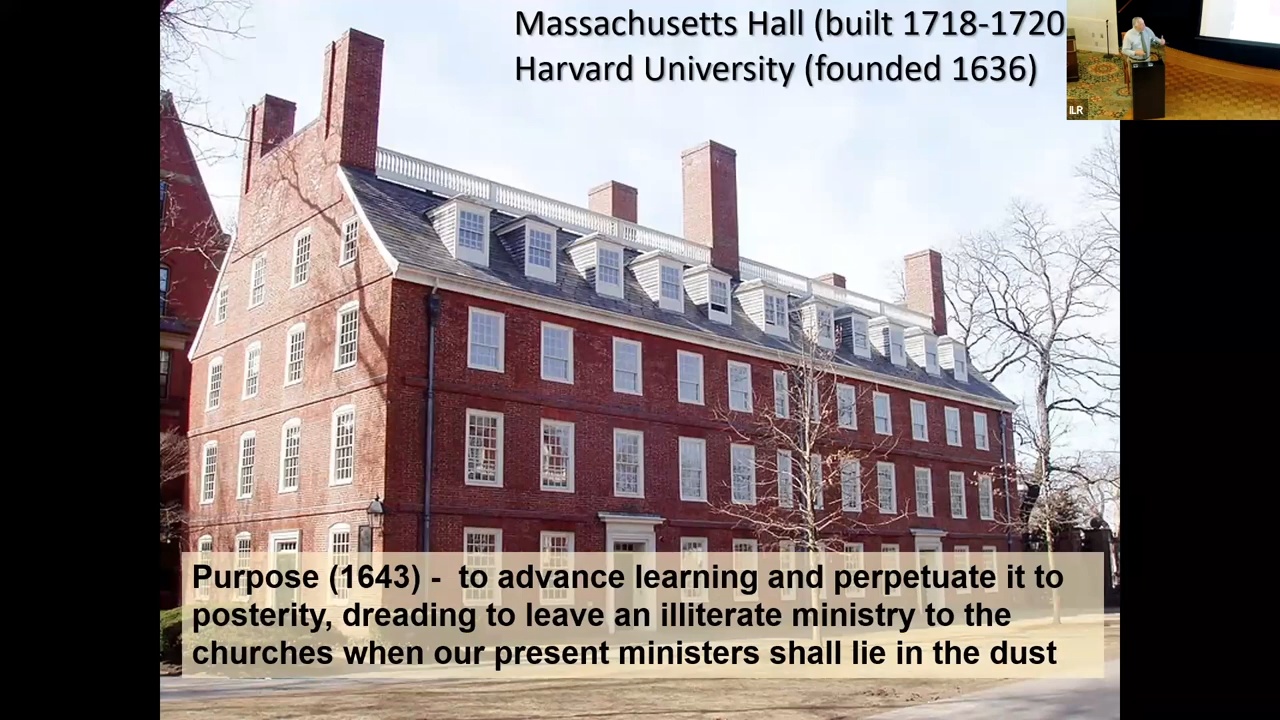 Massachusetts Hall (built 1718-1720
Harvard University (founded 1636)
ILR
Purpose (1643) -  to advance learning and perpetuate it to
posterity, dreading to leave an illiterate ministry to the
churches when our present ministers shall lie in the dust